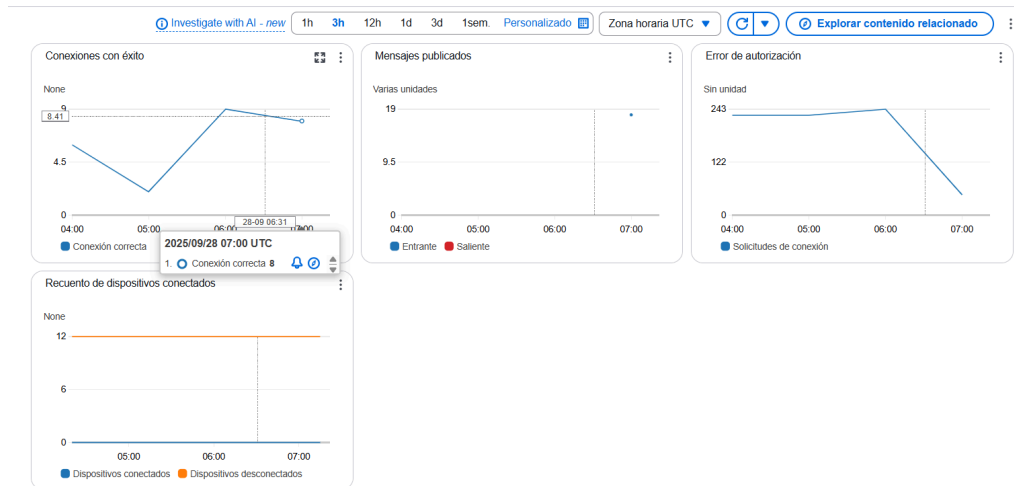 Investigate with AI - new 1h 3h 12h 1d 3d 1sem. Personalizado Zona horaria UTC Explorar contenido relacionado
Conexiones con éxito
None
9
8.41
4.5
0
04:00 05:00 06:00 07:00
28-09 06:31
Conexión correcta
2025/09/28 07:00 UTC
1. Conexión correcta 8
Mensajes publicados
Varias unidades
19
9.5
0
04:00 05:00 06:00 07:00
Entrante Saliente
Error de autorización
Sin unidad
243
122
0
04:00 05:00 06:00 07:00
Solicitudes de conexión
Recuento de dispositivos conectados
None
12
6
0
05:00 06:00 07:00
Dispositivos conectados Dispositivos desconectados